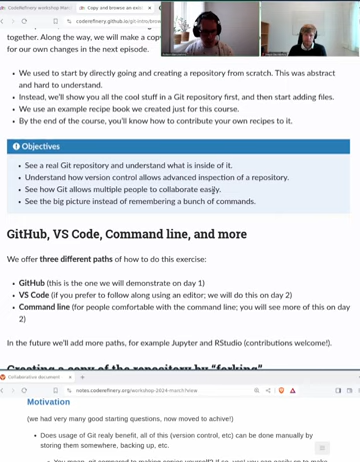 Coderefinery workshop Mar
Copy and browse an exis
coderefinery.github.io/git-intro/brow
together. Along the way, we will make a cop
for our own changes in the next episode.
• We used to start by directly going and creating a repository from scratch. This was abstract
and hard to understand.
• Instead, we'll show you all the cool stuff in a Git repository first, and then start adding files.
• We use an example recipe book we created just for this course.
• By the end of the course, you'll know how to contribute your own recipes to it.
Objectives
• See a real Git repository and understand what is inside of it.
• Understand how version control allows advanced inspection of a repository.
• See how Git allows multiple people to collaborate easily.
• See the big picture instead of remembering a bunch of commands.
GitHub, VS Code, Command line, and more
We offer three different paths of how to do this exercise:
• GitHub (this is the one we will demonstrate on day 1)
• VS Code (if you prefer to follow along using an editor; we will do this on day 2)
• Command line (for people comfortable with the command line; you will see more of this on day
2)
In the future we'll add more paths, for example Jupyter and RStudio (contributions welcome!).
Creating a copy of the repository by "forking"
Collaborative document
notes.coderefinery.org/workshop-2024-march?view
Motivation
(we had very many good starting questions, now moved to achive!)
• Does usage of Git realy benefit, all of this (version control, etc) can be done manually by
storing them somewhere, backing up, etc.